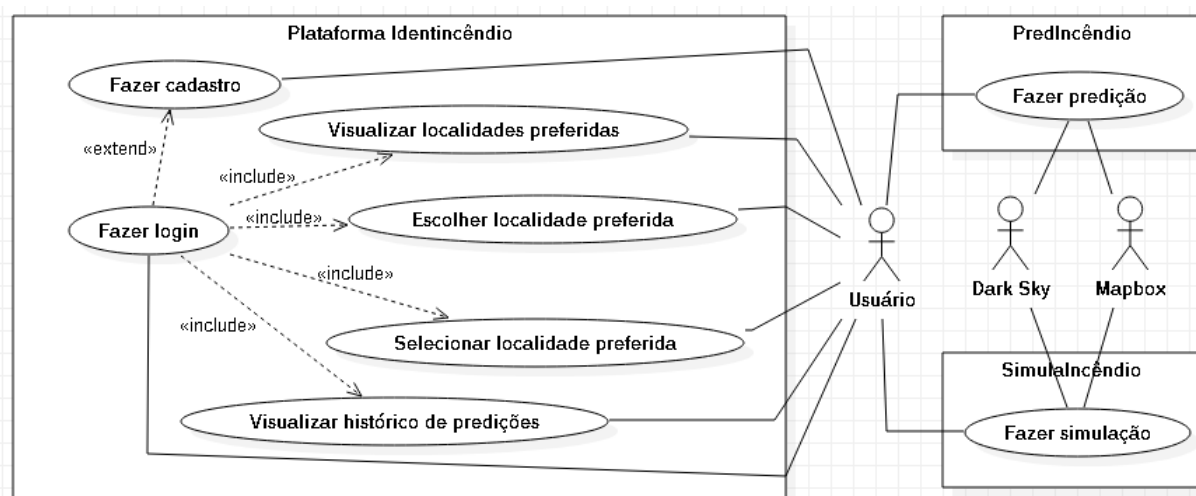 Plataforma Identincêndio
PredIncêndio
Fazer cadastro
Fazer predição
Visualizar localidades preferidas
«extend»
«include»
Escolher localidade preferida
«include»
Fazer login
«include»
Dark Sky
Mapbox
Usuário
«include»
Selecionar localidade preferida
SimulaIncêndio
Visualizar histórico de predições
Fazer simulação